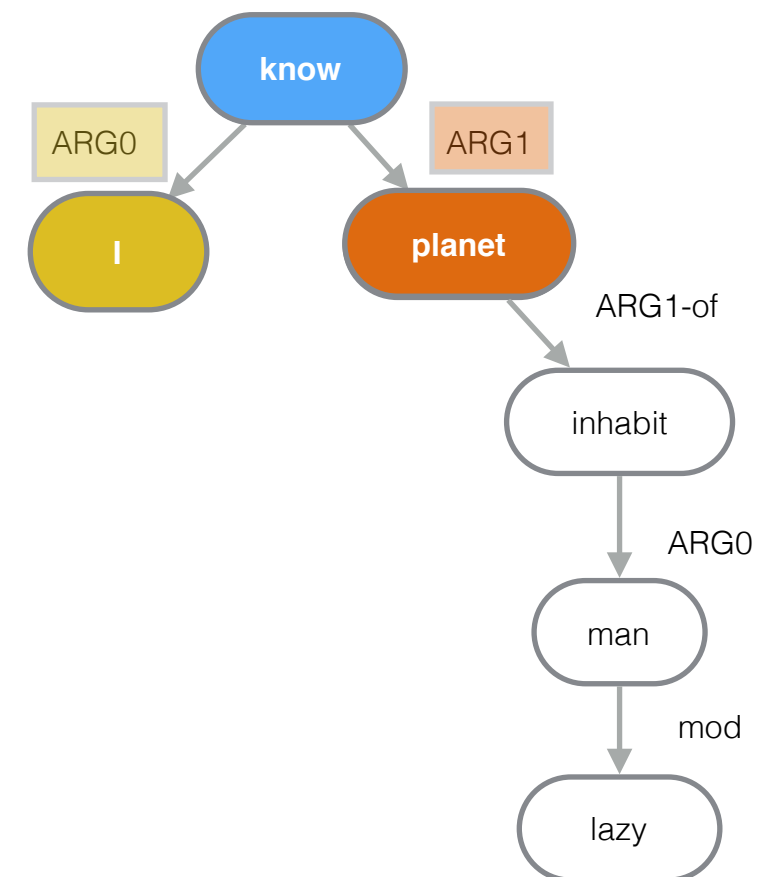 know
ARG0
ARG1
I
planet
ARG1-of
inhabit
ARG0
man
mod
lazy